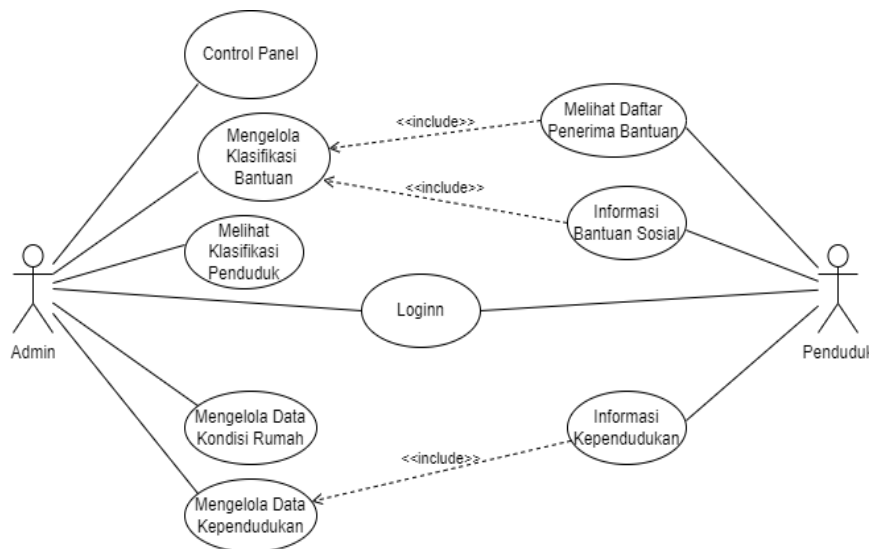 Control Panel
<<include>>
Melihat Daftar
Penerima Bantuan
Mengelola
Klasifikasi
Bantuan
<<include>>
Informasi
Bantuan Sosial
Melihat
Klasifikasi
Penduduk
Loginn
Admin
Penduduk
Mengelola Data
Kondisi Rumah
Informasi
Kependudukan
<<include>>
Mengelola Data
Kependudukan